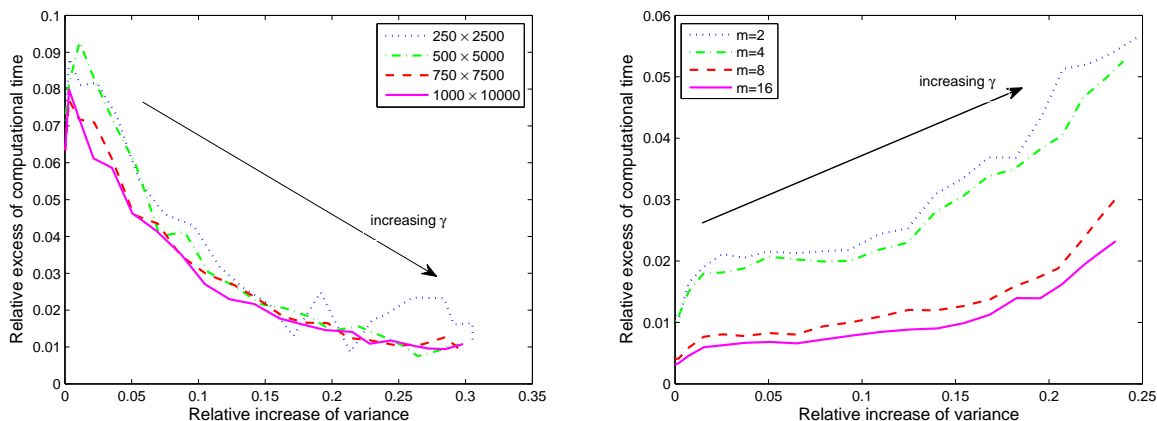 0.1
0.09
0.08
0.07
0.06
0.05
0.04
0.03
0.02
0.01
0
Relative excess of computational time
250 × 2500
500 × 5000
750 × 7500
1000 × 10000
increasing γ
0
0.05
0.1
0.15
0.2
0.25
0.3
0.35
Relative increase of variance
0.06
0.05
0.04
0.03
0.02
0.01
0
Relative excess of computational time
m=2
m=4
m=8
m=16
increasing γ
0
0.05
0.1
0.15
0.2
0.25
Relative increase of variance